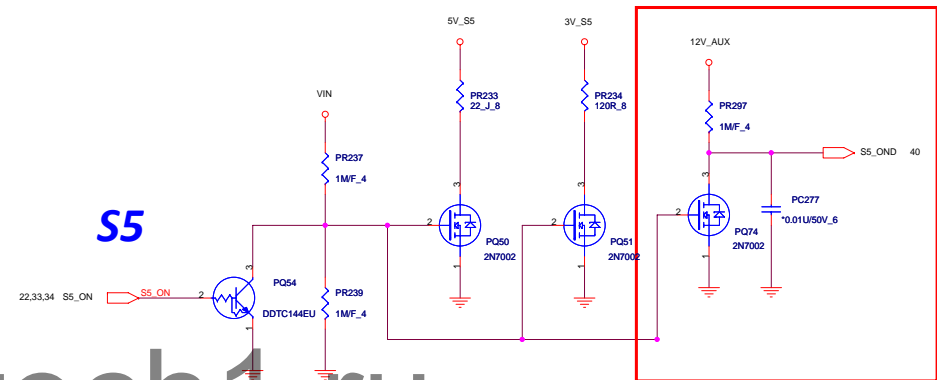 5V_S5
3V_S5
12V_AUX
VIN
PR233
22_J_8
PR234
120R_8
PR297
1M/F_4
S5_OND 40
PR237
1M/F_4
3
3
3
2
2
2
PC277
*0.01U/50V_6
S5
PQ50
2N7002
PQ51
2N7002
PQ74
2N7002
1
1
1
3
PQ54
PR239
1M/F_4
22,33,34 S5_ON
S5_ON
2
DDTC144EU
1